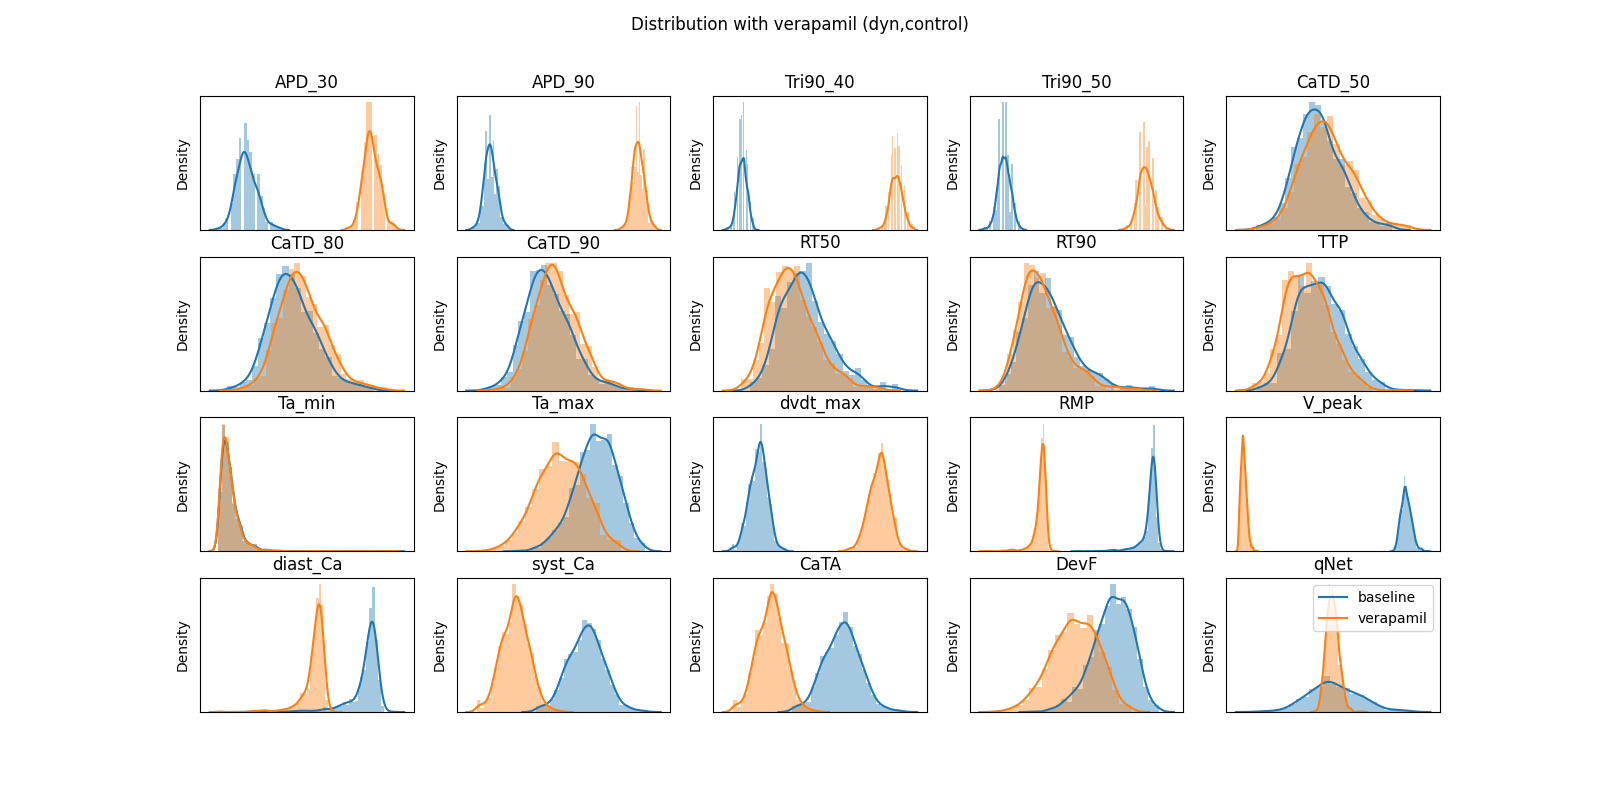 Distribution with verapamil (dyn,control)
APD_30
APD_90
Tri90_40
Tri90_50
CaTD_50
Density
Density
Density
Density
Density
CaTD_80
CaTD_90
RT50
RT90
TTP
Density
Density
Density
Density
Density
Ta_min
Ta_max
dvdt_max
RMP
V_peak
Density
Density
Density
Density
Density
diast_Ca
syst_Ca
CaTA
DevF
qNet
Density
Density
Density
Density
Density
baseline
verapamil